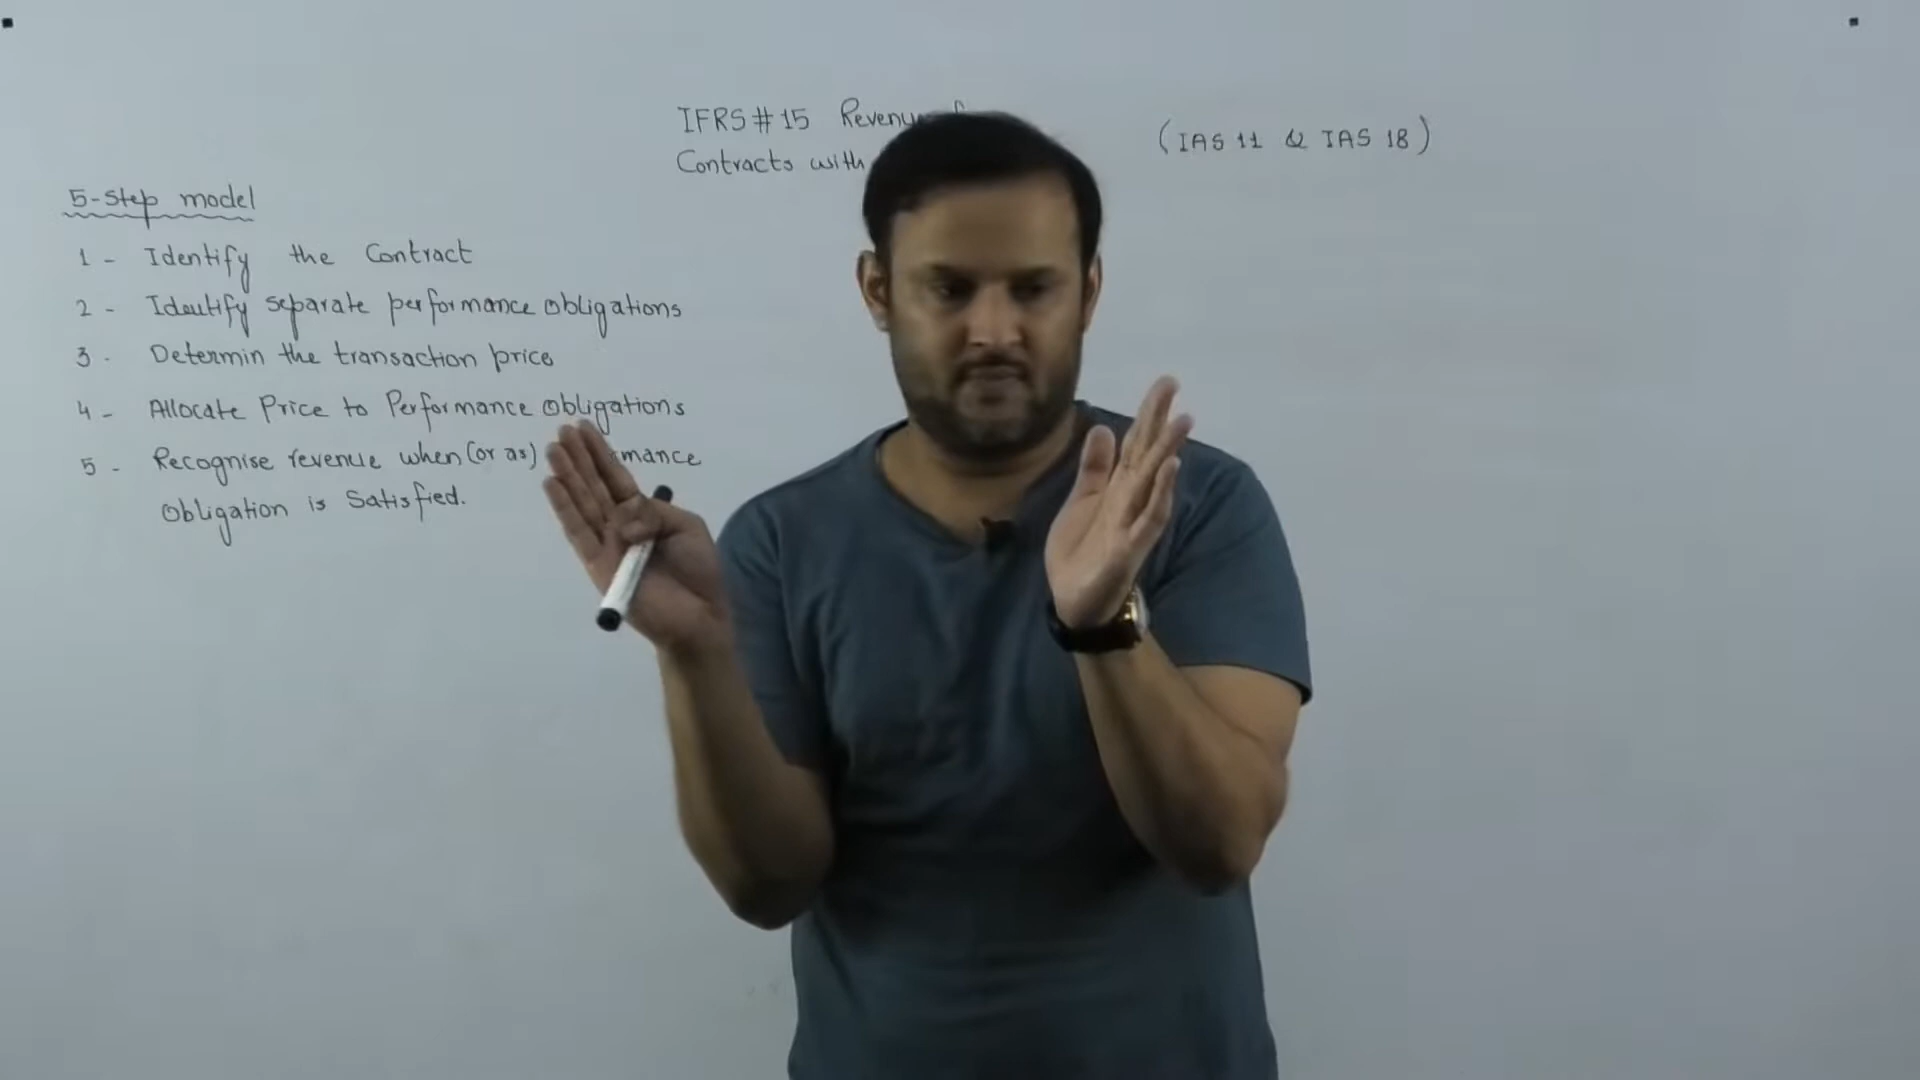 IFRS#15 Revenue
Contracts with
(IAS 11 & IAS 18)
5-Step model
1 - Identify the Contract
2 - Identify separate performance obligations
3 - Determin the transaction price
4 - Allocate Price to Performance Obligations
5 - Recognise revenue when (or as)
Obligation is Satisfied.